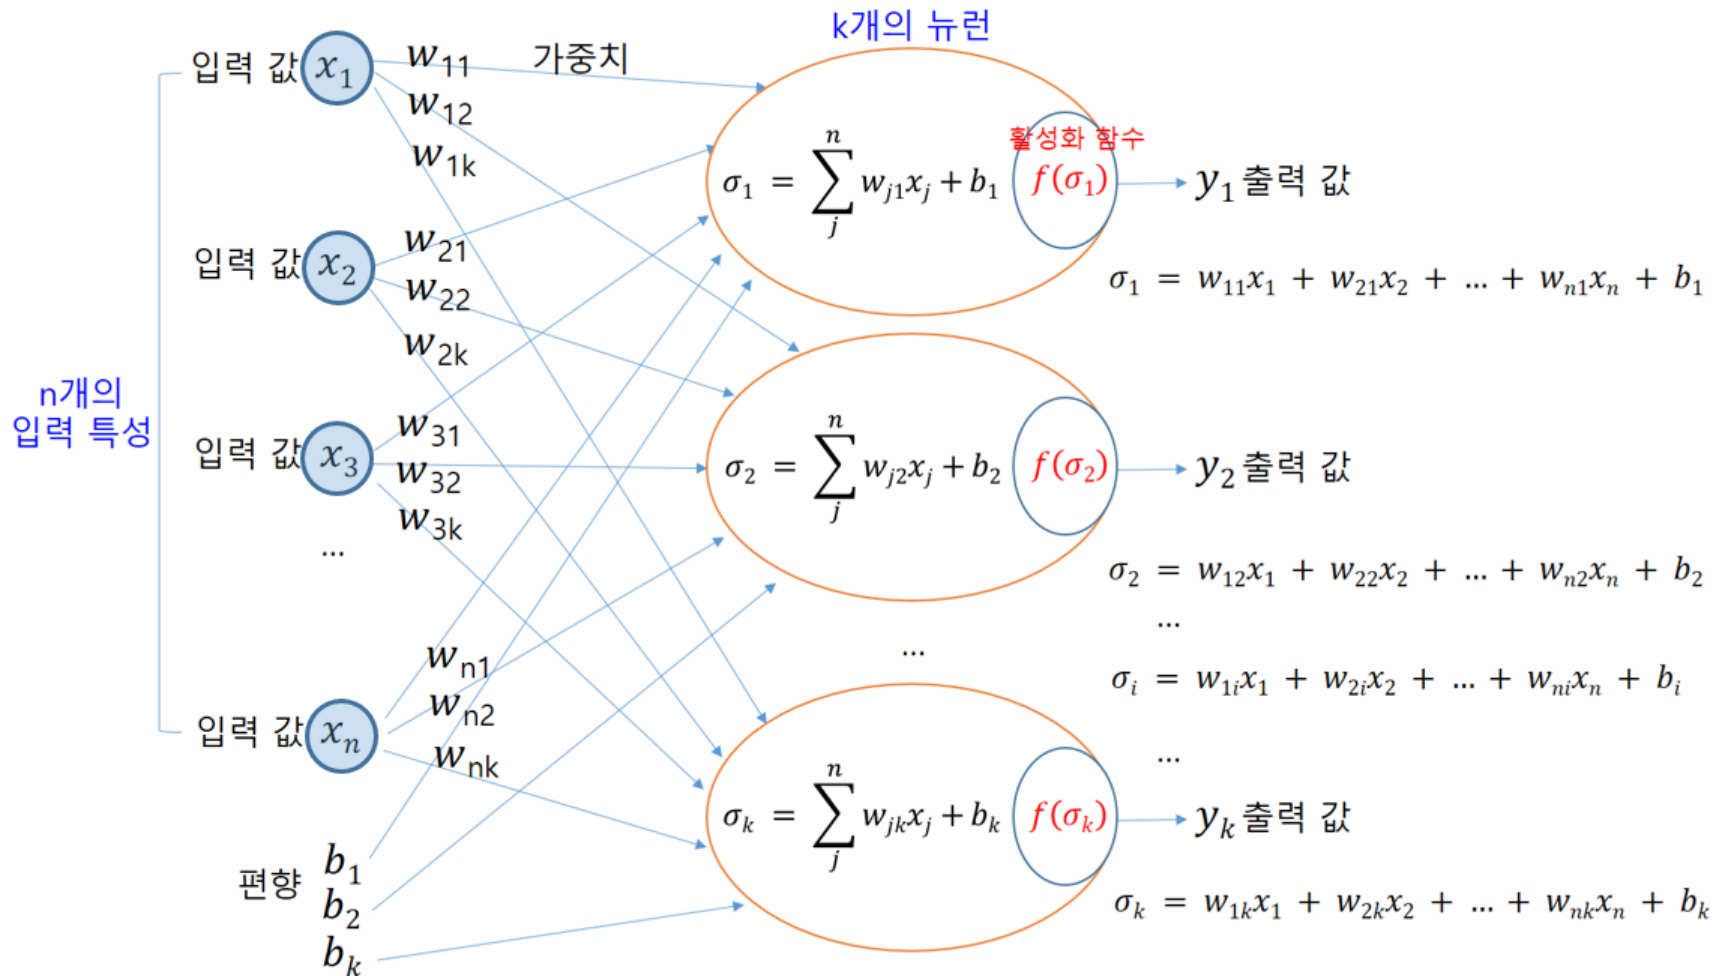 k개의 뉴런
입력 값 x₁ w₁₁ 가중치
w₁₂
w₁ₖ
활성화 함수
σ₁ = ∑ⱼⁿ wⱼ₁xⱼ + b₁ f(σ₁) y₁ 출력 값
입력 값 x₂ w₂₁
w₂₂
w₂ₖ
σ₁ = w₁₁x₁ + w₂₁x₂ + ... + wₙ₁xₙ + b₁
n개의
입력 특성
입력 값 x₃ w₃₁
w₃₂
w₃ₖ
...
σ₂ = ∑ⱼⁿ wⱼ₂xⱼ + b₂ f(σ₂) y₂ 출력 값
σ₂ = w₁₂x₁ + w₂₂x₂ + ... + wₙ₂xₙ + b₂
...
...
σᵢ = w₁ᵢx₁ + w₂ᵢx₂ + ... + wₙᵢxₙ + bᵢ
...
입력 값 xₙ wₙ₁
wₙ₂
wₙₖ
σₖ = ∑ⱼⁿ wⱼₖxⱼ + bₖ f(σₖ) yₖ 출력 값
σₖ = w₁ₖx₁ + w₂ₖx₂ + ... + wₙₖxₙ + bₖ
편향 b₁
b₂
bₖ